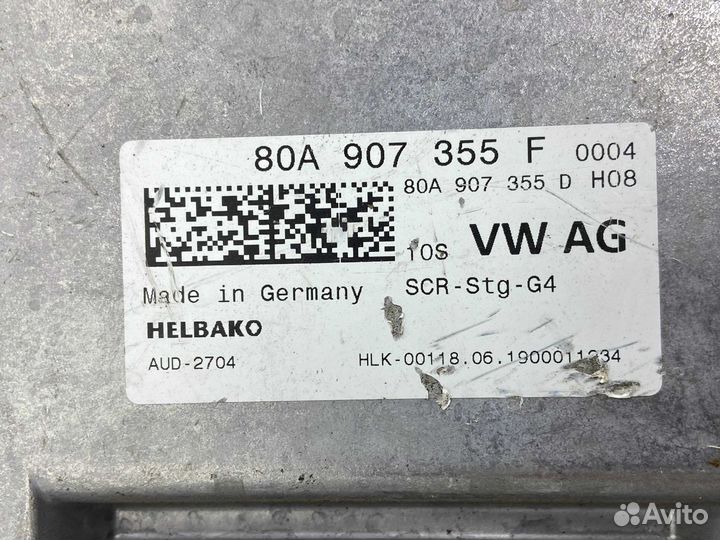 80A 907 355 F 0004
80A 907 355 D H08
10S VW AG
Made in Germany SCR-Stg-G4
HELBAKO
AUD-2704 HLK-00118.06.1900011234
Avito